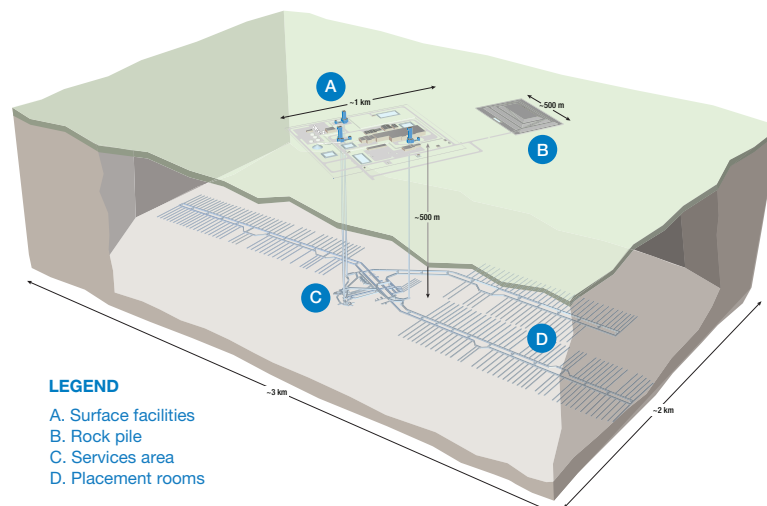 A
~1 km
~500 m
B
~500 m
C
D
~3 km
~2 km
LEGEND
A. Surface facilities
B. Rock pile
C. Services area
D. Placement rooms